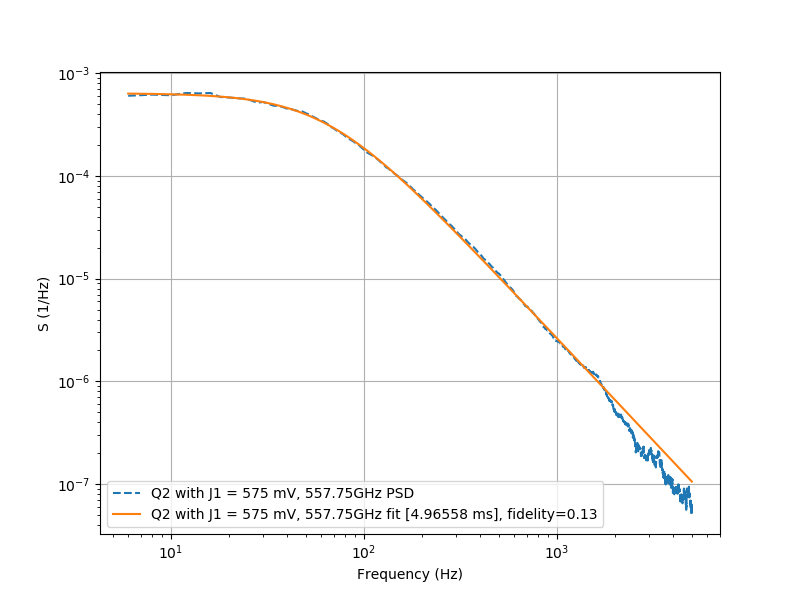 10⁻³
10⁻⁴
10⁻⁵
10⁻⁶
10⁻⁷
S (1/Hz)
Q2 with J1 = 575 mV, 557.75GHz PSD
Q2 with J1 = 575 mV, 557.75GHz fit [4.96558 ms], fidelity=0.13
10¹ 10² 10³
Frequency (Hz)